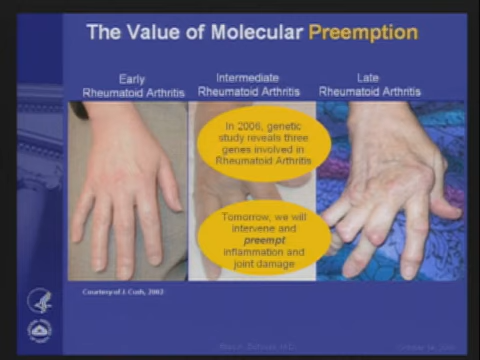 The Value of Molecular Preemption
Early
Rheumatoid Arthritis
Intermediate
Rheumatoid Arthritis
Late
Rheumatoid Arthritis
In 2006, genetic
study reveals three
genes involved in
Rheumatoid Arthritis
Tomorrow, we will
intervene and
preempt
inflammation and
joint damage
Courtesy of J. Cush, 2002